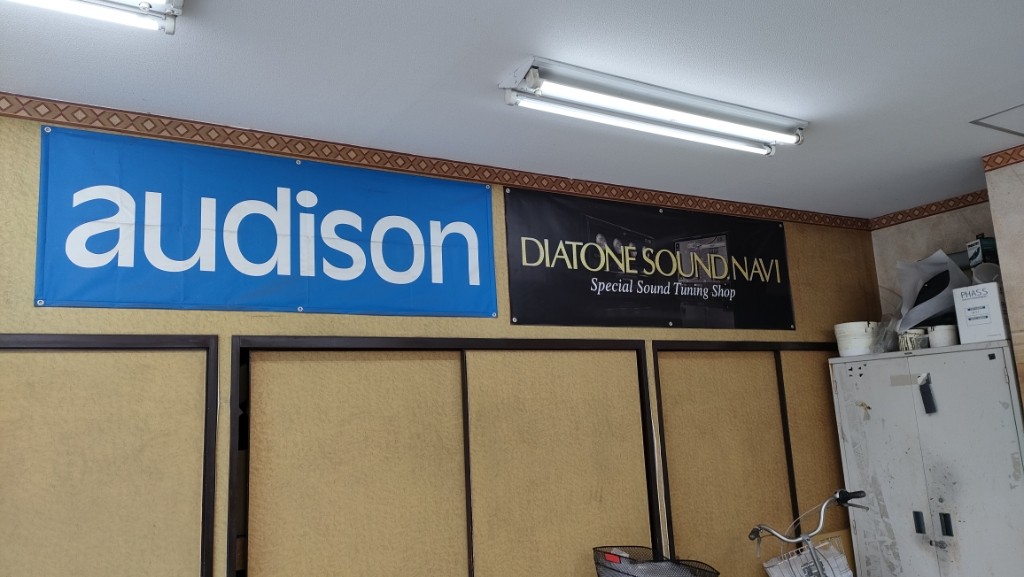 audison
DIATONE SOUND.NAVI
Special Sound Tuning Shop
PHASS